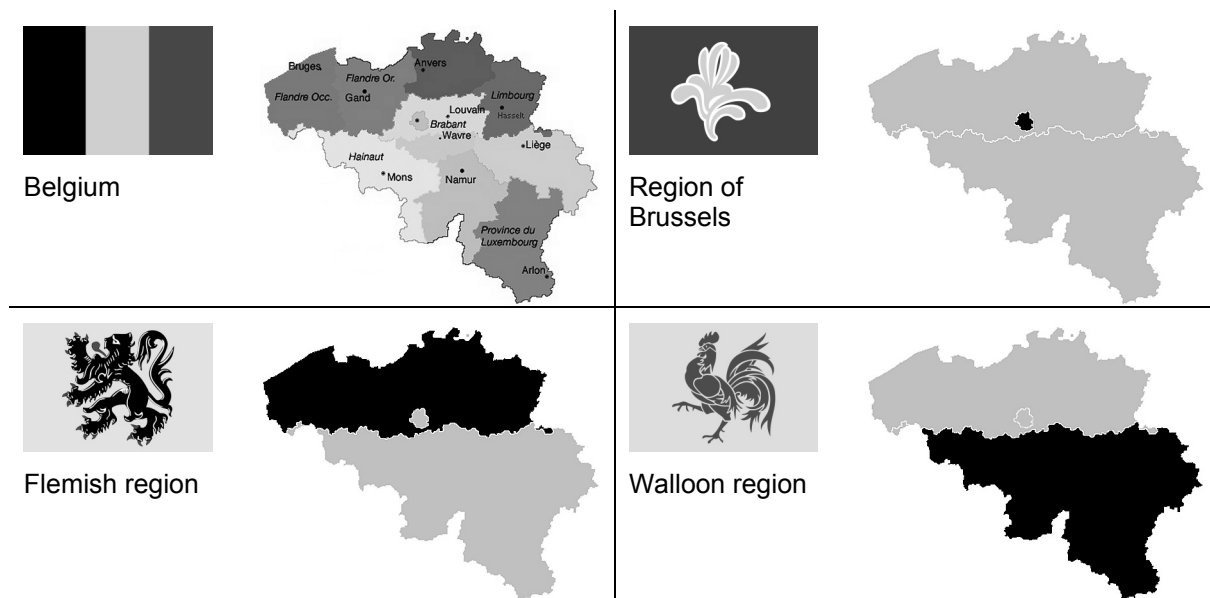 Belgium
Bruges
Flandre Occ.
Flandre Or.
Gand
Anvers
Limbourg
Hasselt
Louvain
Brabant
Wavre
Liège
Hainaut
Mons
Namur
Province du
Luxembourg
Arlon
Region of
Brussels
Flemish region
Walloon region